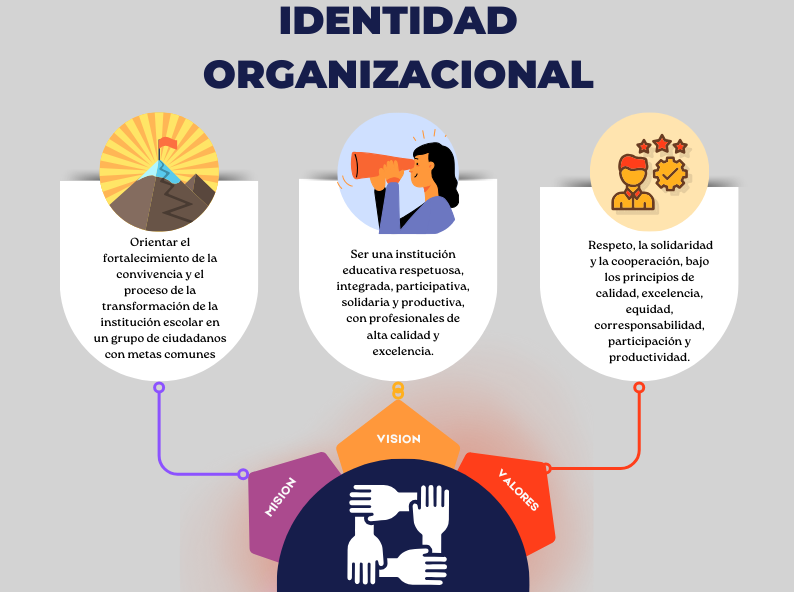 IDENTIDAD
ORGANIZACIONAL
Orientar el
fortalecimiento de la
convivencia y el
proceso de la
transformación de la
institución escolar en
un grupo de ciudadanos
con metas comunes
Ser una institución
educativa respetuosa,
integrada, participativa,
solidaria y productiva,
con profesionales de
alta calidad y
excelencia.
Respeto, la solidaridad
y la cooperación, bajo
los principios de
calidad, excelencia,
equidad,
corresponsabilidad,
participación y
productividad.
MISION
VISION
VALORES